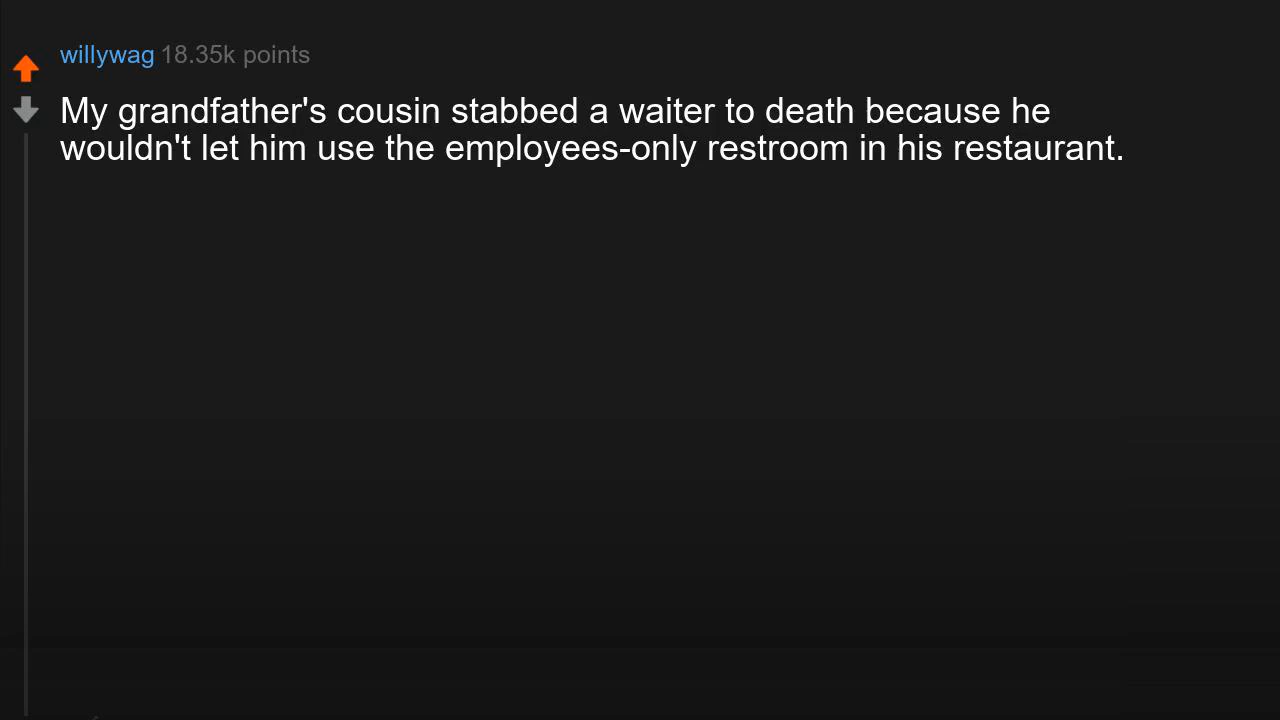 willywag 18.35k points
My grandfather's cousin stabbed a waiter to death because he
wouldn't let him use the employees-only restroom in his restaurant.